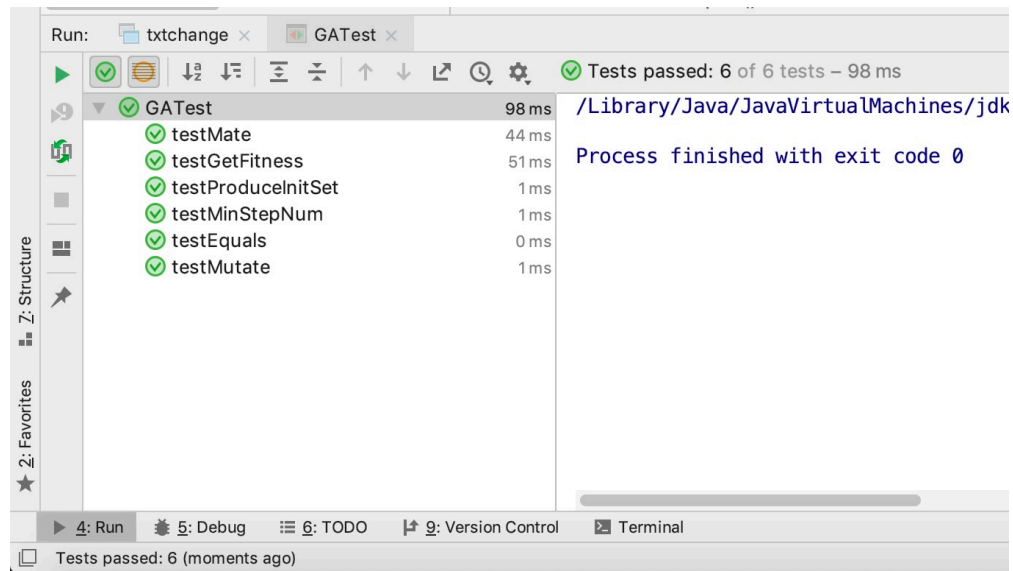 Run: txtchange GATest
Tests passed: 6 of 6 tests – 98 ms
GATest 98 ms
testMate 44 ms
testGetFitness 51 ms
testProduceInitSet 1 ms
testMinStepNum 1 ms
testEquals 0 ms
testMutate 1 ms
/Library/Java/JavaVirtualMachines/jdk
Process finished with exit code 0
Z: Structure
2: Favorites
4: Run 5: Debug 6: TODO 9: Version Control Terminal
Tests passed: 6 (moments ago)